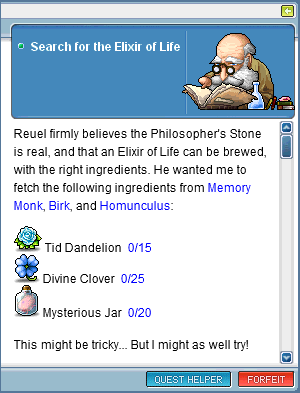 Search for the Elixir of Life
Reuel firmly believes the Philosopher's Stone
is real, and that an Elixir of Life can be brewed,
with the right ingredients. He wanted me to
fetch the following ingredients from Memory
Monk, Birk, and Homunculus:
Tid Dandelion 0/15
Divine Clover 0/25
Mysterious Jar 0/20
This might be tricky... But I might as well try!
QUEST HELPER FORFEIT